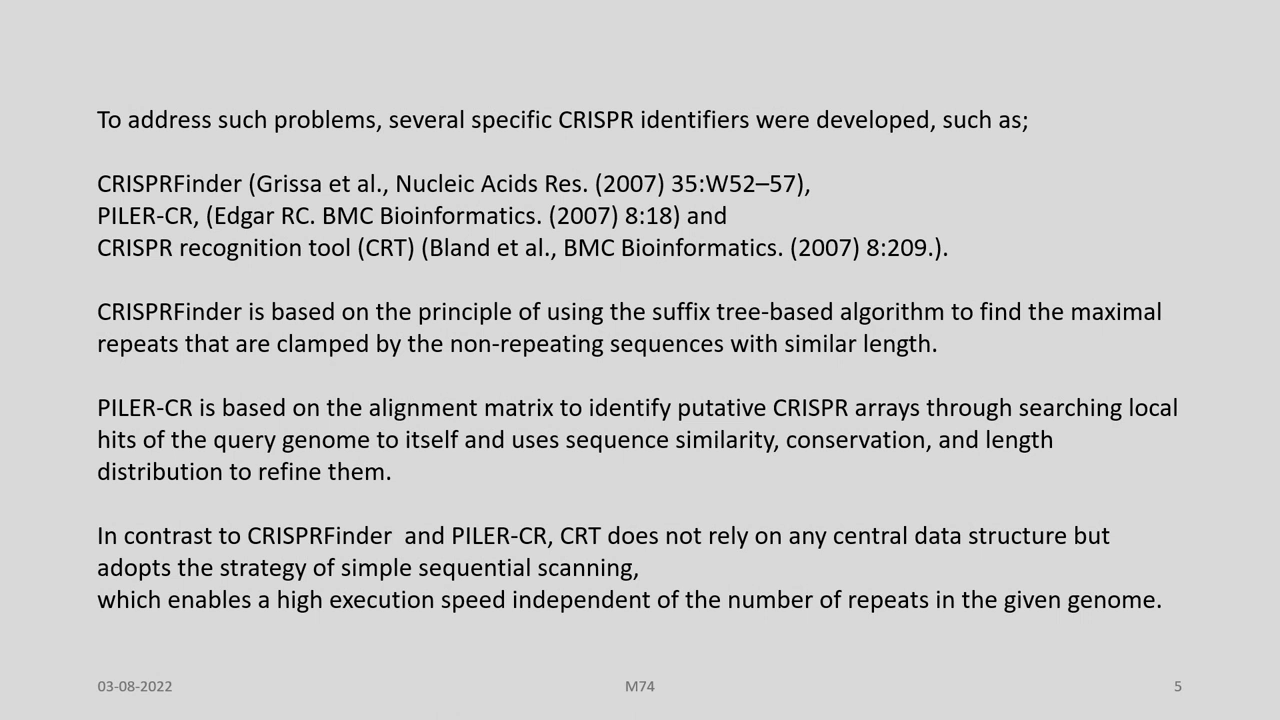 To address such problems, several specific CRISPR identifiers were developed, such as;
CRISPRFinder (Grissa et al., Nucleic Acids Res. (2007) 35:W52–57),
PILER-CR, (Edgar RC. BMC Bioinformatics. (2007) 8:18) and
CRISPR recognition tool (CRT) (Bland et al., BMC Bioinformatics. (2007) 8:209.).
CRISPRFinder is based on the principle of using the suffix tree-based algorithm to find the maximal
repeats that are clamped by the non-repeating sequences with similar length.
PILER-CR is based on the alignment matrix to identify putative CRISPR arrays through searching local
hits of the query genome to itself and uses sequence similarity, conservation, and length
distribution to refine them.
In contrast to CRISPRFinder  and PILER-CR, CRT does not rely on any central data structure but
adopts the strategy of simple sequential scanning,
which enables a high execution speed independent of the number of repeats in the given genome.
03-08-2022 M74 5